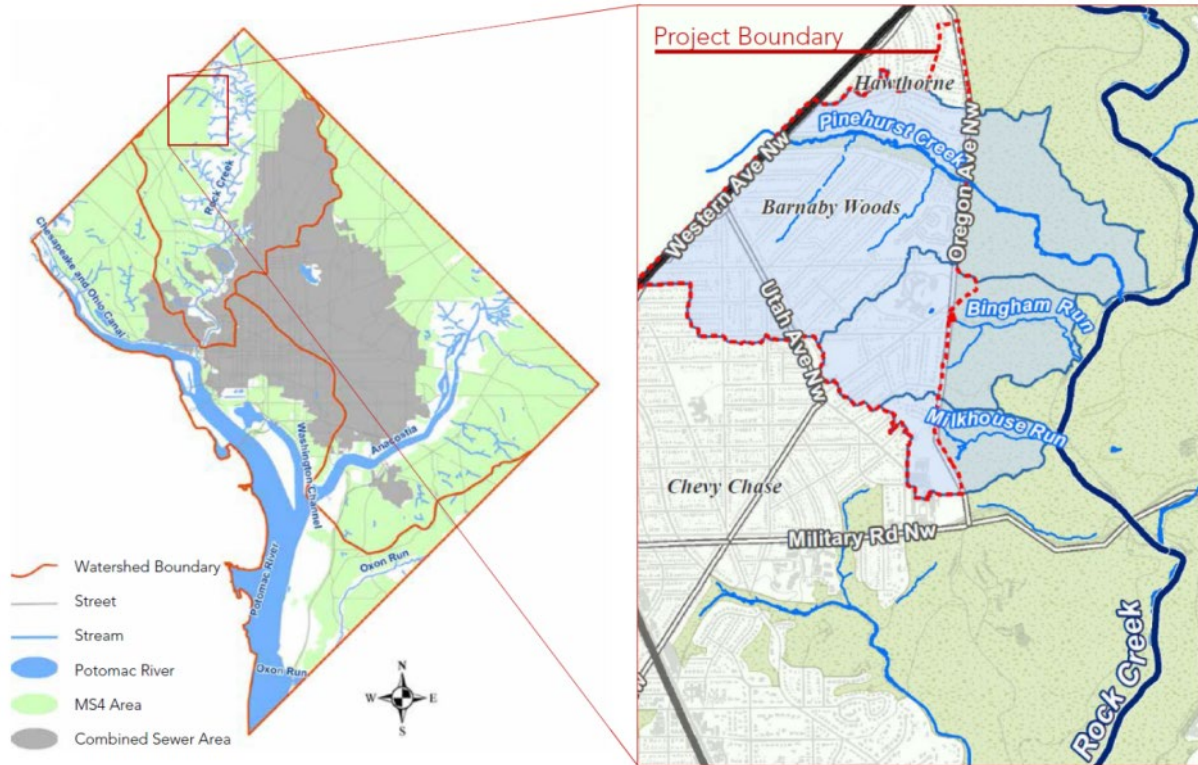 Rock Creek
Chesapeake and Ohio Canal
Anacostia
Washington Channel
Potomac River
Oxon Run
Oxon Run
Watershed Boundary
Street
Stream
Potomac River
MS4 Area
Combined Sewer Area
N
W E
S
Project Boundary
Hawthorne
Pinehurst Creek
Western Ave Nw
Oregon Ave Nw
Barnaby Woods
Utah Ave Nw
Bingham Run
Milkhouse Run
Chevy Chase
Military Rd Nw
Rock Creek